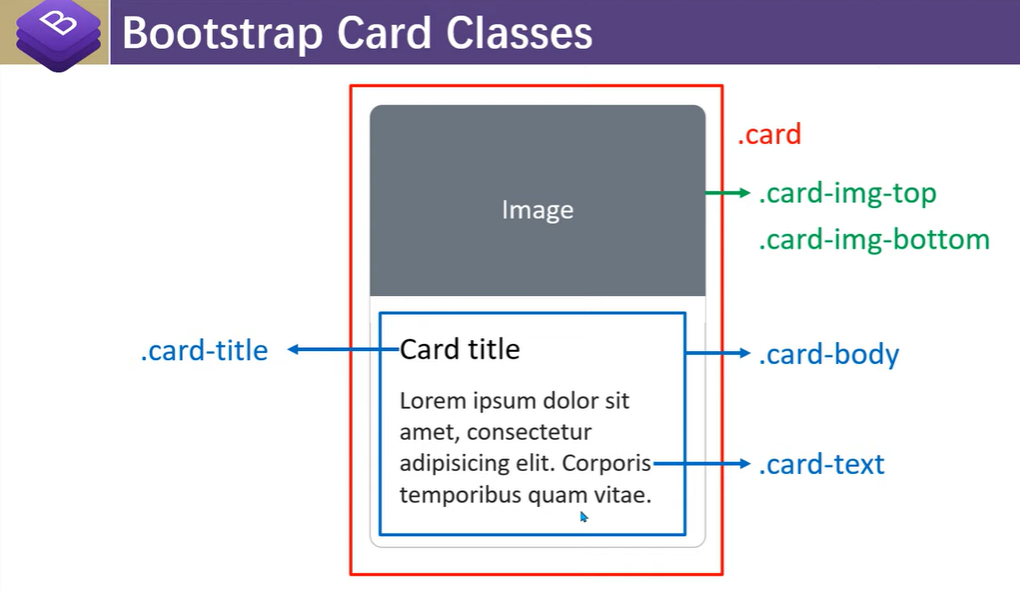 B
Bootstrap Card Classes
Image
.card
.card-img-top
.card-img-bottom
.card-title
Card title
.card-body
Lorem ipsum dolor sit
amet, consectetur
adipisicing elit. Corporis
temporibus quam vitae.
.card-text